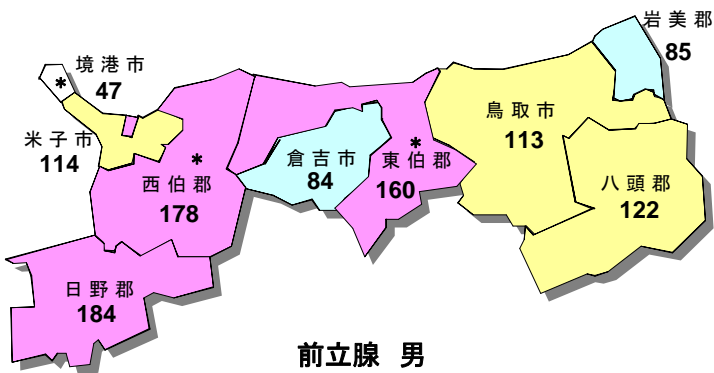 岩美郡
85
境港市
*
47
鳥取市
113
米子市
114
*
西伯郡
178
倉吉市
84
*
東伯郡
160
八頭郡
122
日野郡
184
前立腺 男